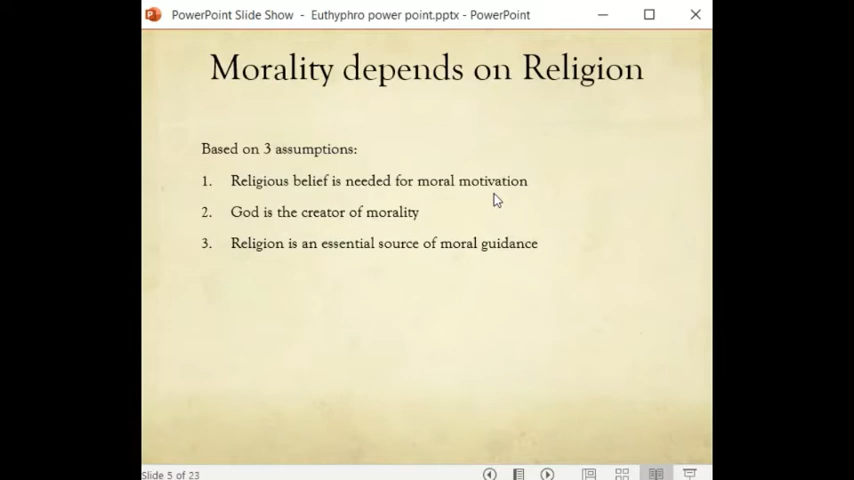 PowerPoint Slide Show - Euthyphro power point.pptx - PowerPoint
Morality depends on Religion
Based on 3 assumptions:
1. Religious belief is needed for moral motivation
2. God is the creator of morality
3. Religion is an essential source of moral guidance
Slide 5 of 23